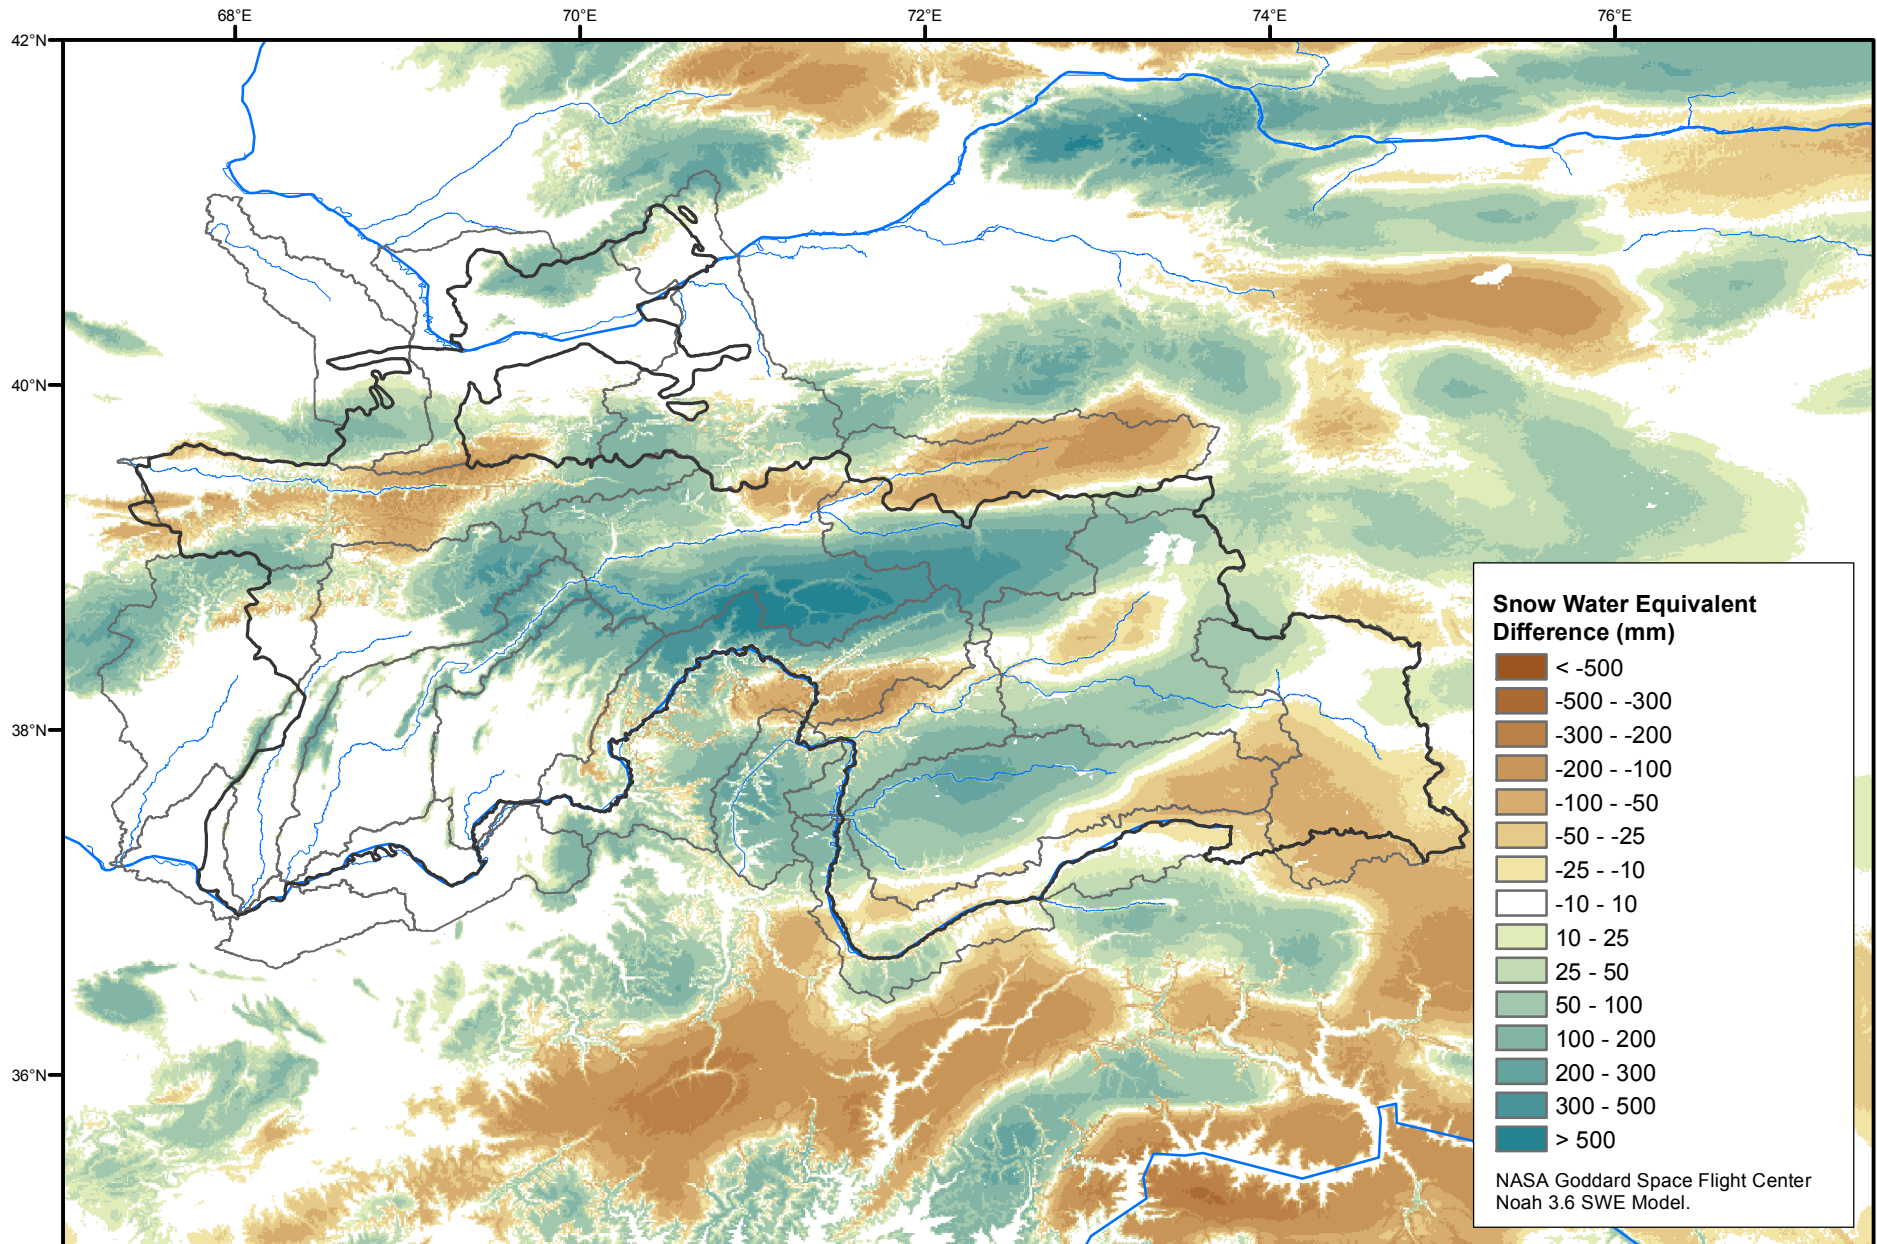 68°E 70°E 72°E 74°E 76°E
42°N
40°N
38°N
36°N
Snow Water Equivalent
Difference (mm)
< -500
-500 - -300
-300 - -200
-200 - -100
-100 - -50
-50 - -25
-25 - -10
-10 - 10
10 - 25
25 - 50
50 - 100
100 - 200
200 - 300
300 - 500
> 500
NASA Goddard Space Flight Center
Noah 3.6 SWE Model.